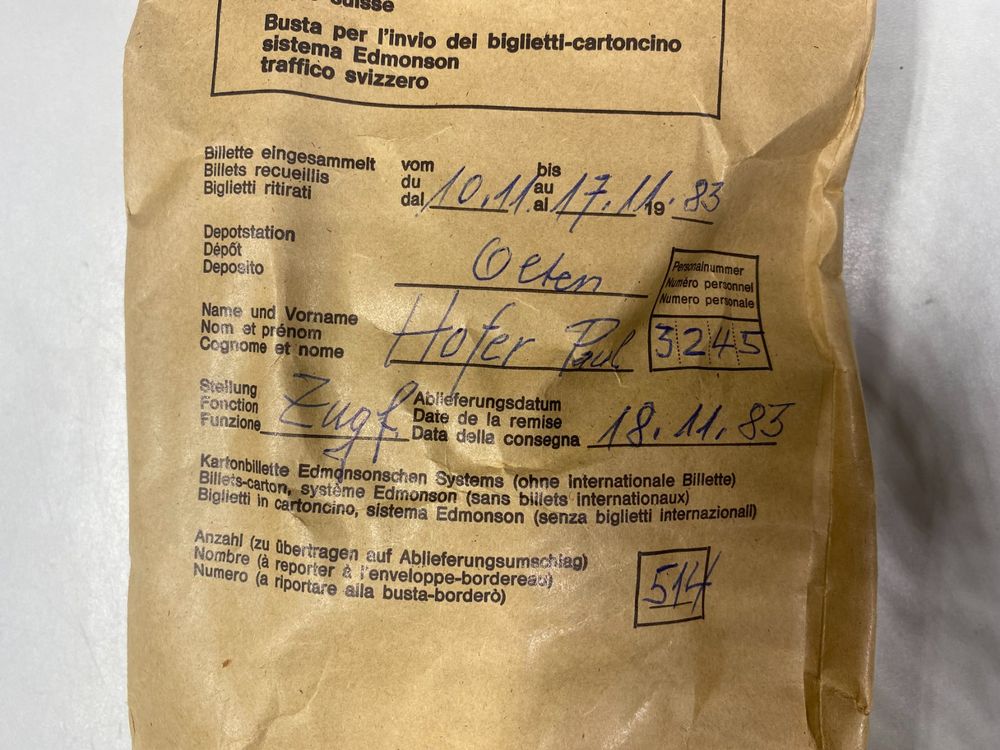 Suisse
Busta per l'invio dei biglietti-cartoncino
sistema Edmonson
traffico svizzero
Billette eingesammelt vom 10.11. bis 17.11. 1983
Billets recueillis du au
Biglietti ritirati dal al
Depotstation
Dépôt Olten
Deposito
Personalnummer
Numéro personnel
Numero personale
3245
Name und Vorname
Nom et prénom Hofer Paul
Cognome et nome
Stellung Ablieferungsdatum
Fonction Zugf. Date de la remise 18.11.83
Funzione Data della consegna
Kartonbillette Edmonsonschen Systems (ohne internationale Billette)
Billets-carton, système Edmonson (sans billets internationaux)
Biglietti in cartoncino, sistema Edmonson (senza biglietti internazionali)
Anzahl (zu übertragen auf Ablieferungsumschlag)
Nombre (à reporter à l'enveloppe-bordereau) 514
Numero (a riportare alla busta-borderò)